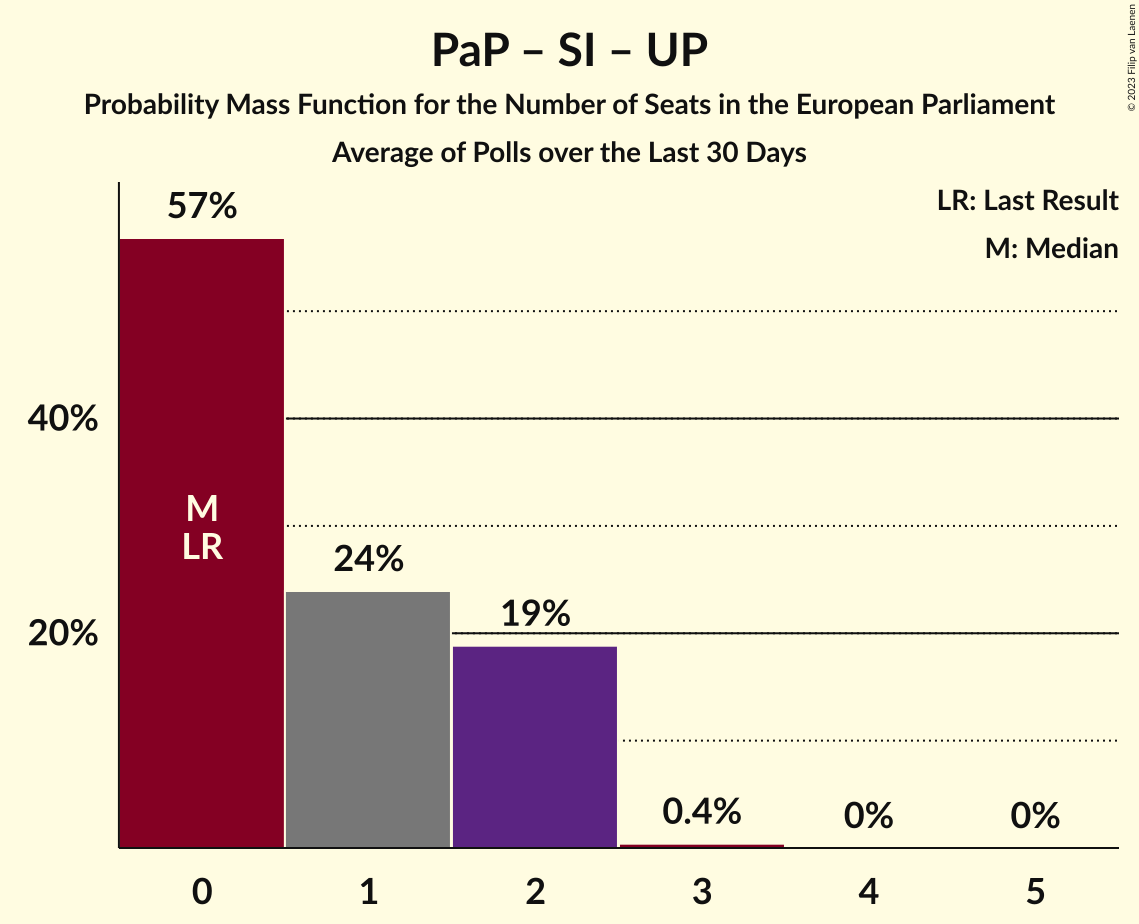 PaP – SI – UP
Probability Mass Function for the Number of Seats in the European Parliament
Average of Polls over the Last 30 Days
© 2023 Filip van Laenen
LR: Last Result
M: Median
57%
40%
M
LR
24%
19%
20%
0.4%
0%
0%
0
1
2
3
4
5